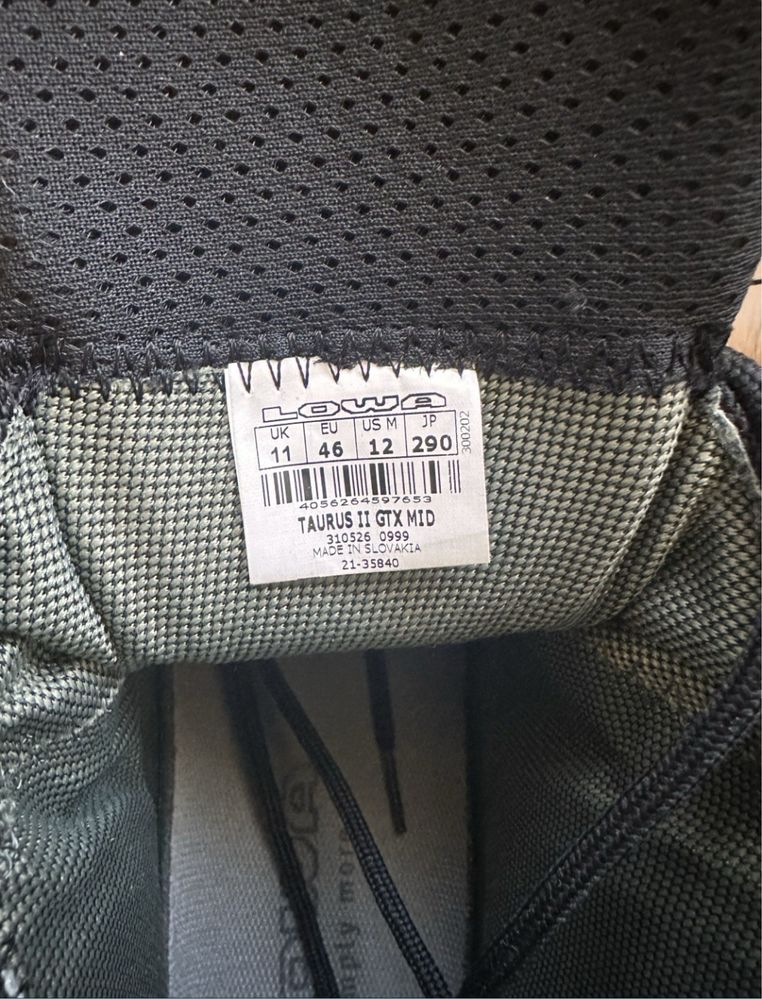 LOWA
UK EU US M JP
11 46 12 290
300202
4056264597653
TAURUS II GTX MID
310526 0999
MADE IN SLOVAKIA
21-35840